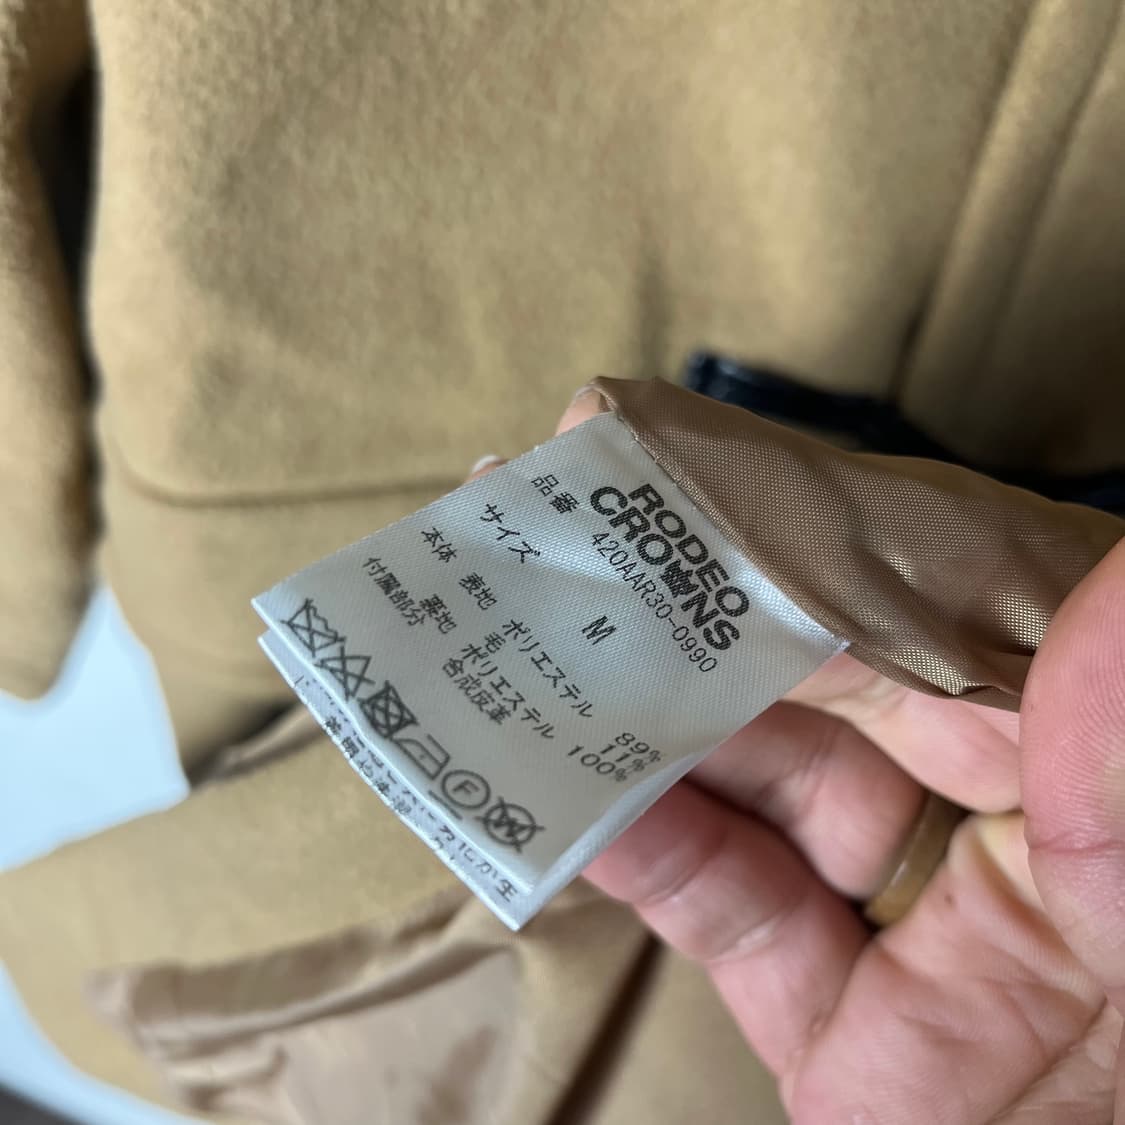 RODEO
CROWNS
品番 420AAR30-0990
サイズ M
本体 表地 ポリエステル 89%
毛 11%
裏地 ポリエステル 100%
付属部分 合成皮革
F
W